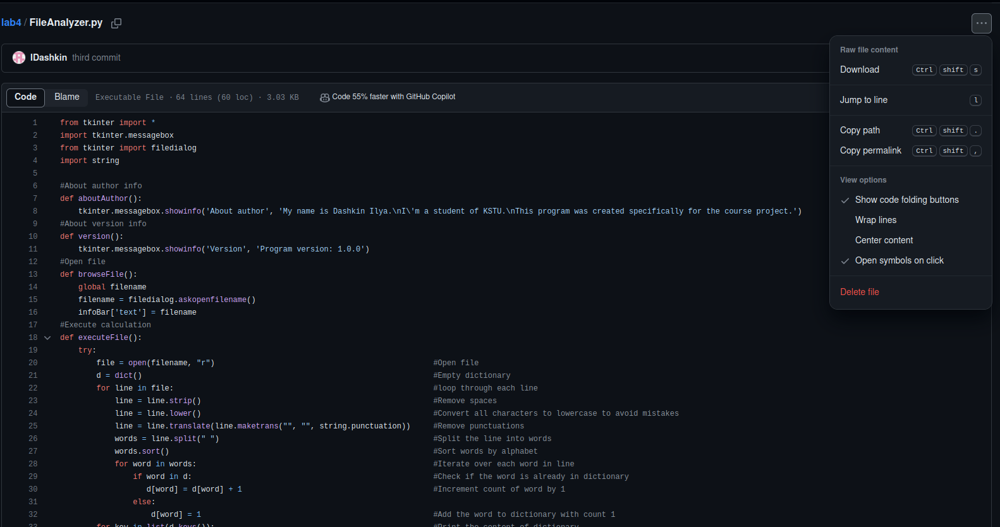 lab4 / FileAnalyzer.py
IDashkin third commit
Code Blame Executable File · 64 lines (60 loc) · 3.03 KB Code 55% faster with GitHub Copilot
1 from tkinter import *
2 import tkinter.messagebox
3 from tkinter import filedialog
4 import string
5
6 #About author info
7 def aboutAuthor():
8 tkinter.messagebox.showinfo('About author', 'My name is Dashkin Ilya.\nI\'m a student of KSTU.\nThis program was created specifically for the course project.')
9 #About version info
10 def version():
11 tkinter.messagebox.showinfo('Version', 'Program version: 1.0.0')
12 #Open file
13 def browseFile():
14 global filename
15 filename = filedialog.askopenfilename()
16 infoBar['text'] = filename
17 #Execute calculation
18 def executeFile():
19 try:
20 file = open(filename, "r") #Open file
21 d = dict() #Empty dictionary
22 for line in file: #loop through each line
23 line = line.strip() #Remove spaces
24 line = line.lower() #Convert all characters to lowercase to avoid mistakes
25 line = line.translate(line.maketrans("", "", string.punctuation)) #Remove punctuations
26 words = line.split(" ") #Split the line into words
27 words.sort() #Sort words by alphabet
28 for word in words: #Iterate over each word in line
29 if word in d: #Check if the word is already in dictionary
30 d[word] = d[word] + 1 #Increment count of word by 1
31 else:
32 d[word] = 1 #Add the word to dictionary with count 1
33 for key in list(d.keys()): #Print the content of dictionary
Raw file content
Download Ctrl shift s
Jump to line l
Copy path Ctrl shift .
Copy permalink Ctrl shift ,
View options
Show code folding buttons
Wrap lines
Center content
Open symbols on click
Delete file